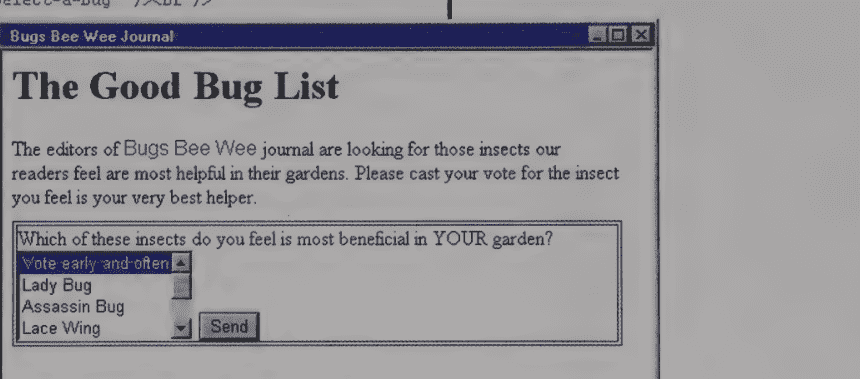 Bugs Bee Wee Journal
The Good Bug List
The editors of Bugs Bee Wee journal are looking for those insects our
readers feel are most helpful in their gardens. Please cast your vote for the insect
you feel is your very best helper.
Which of these insects do you feel is most beneficial in YOUR garden?
Vote early and often
Lady Bug
Assassin Bug
Lace Wing
Send